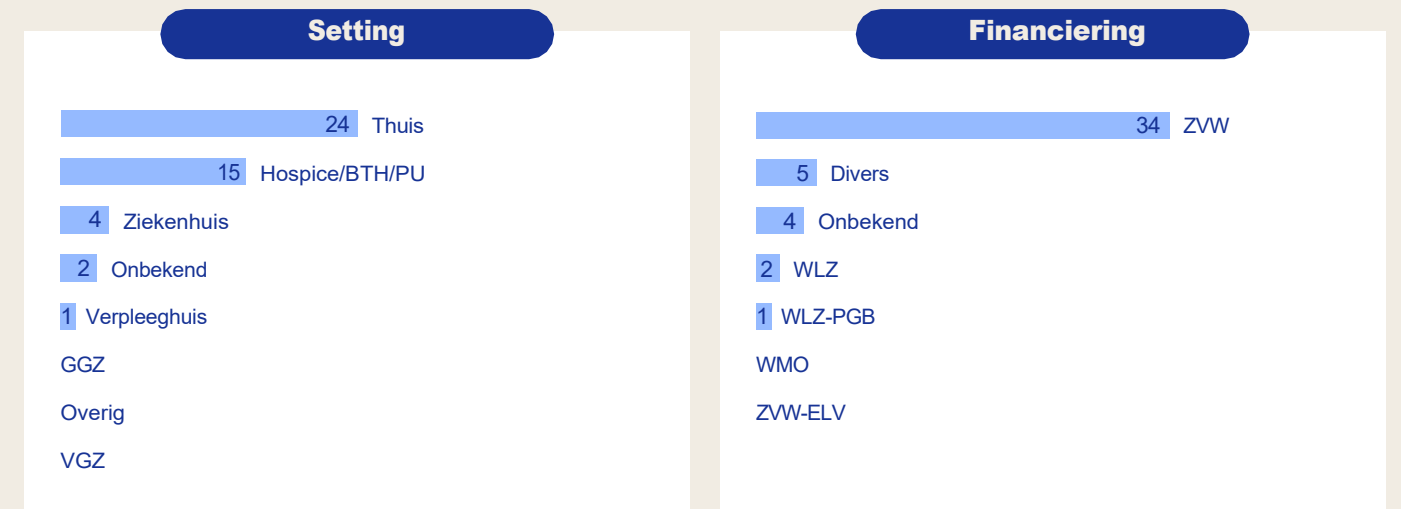 Setting
24 Thuis
15 Hospice/BTH/PU
4 Ziekenhuis
2 Onbekend
1 Verpleeghuis
GGZ
Overig
VGZ
Financiering
34 ZVW
5 Divers
4 Onbekend
2 WLZ
1 WLZ-PGB
WMO
ZVW-ELV